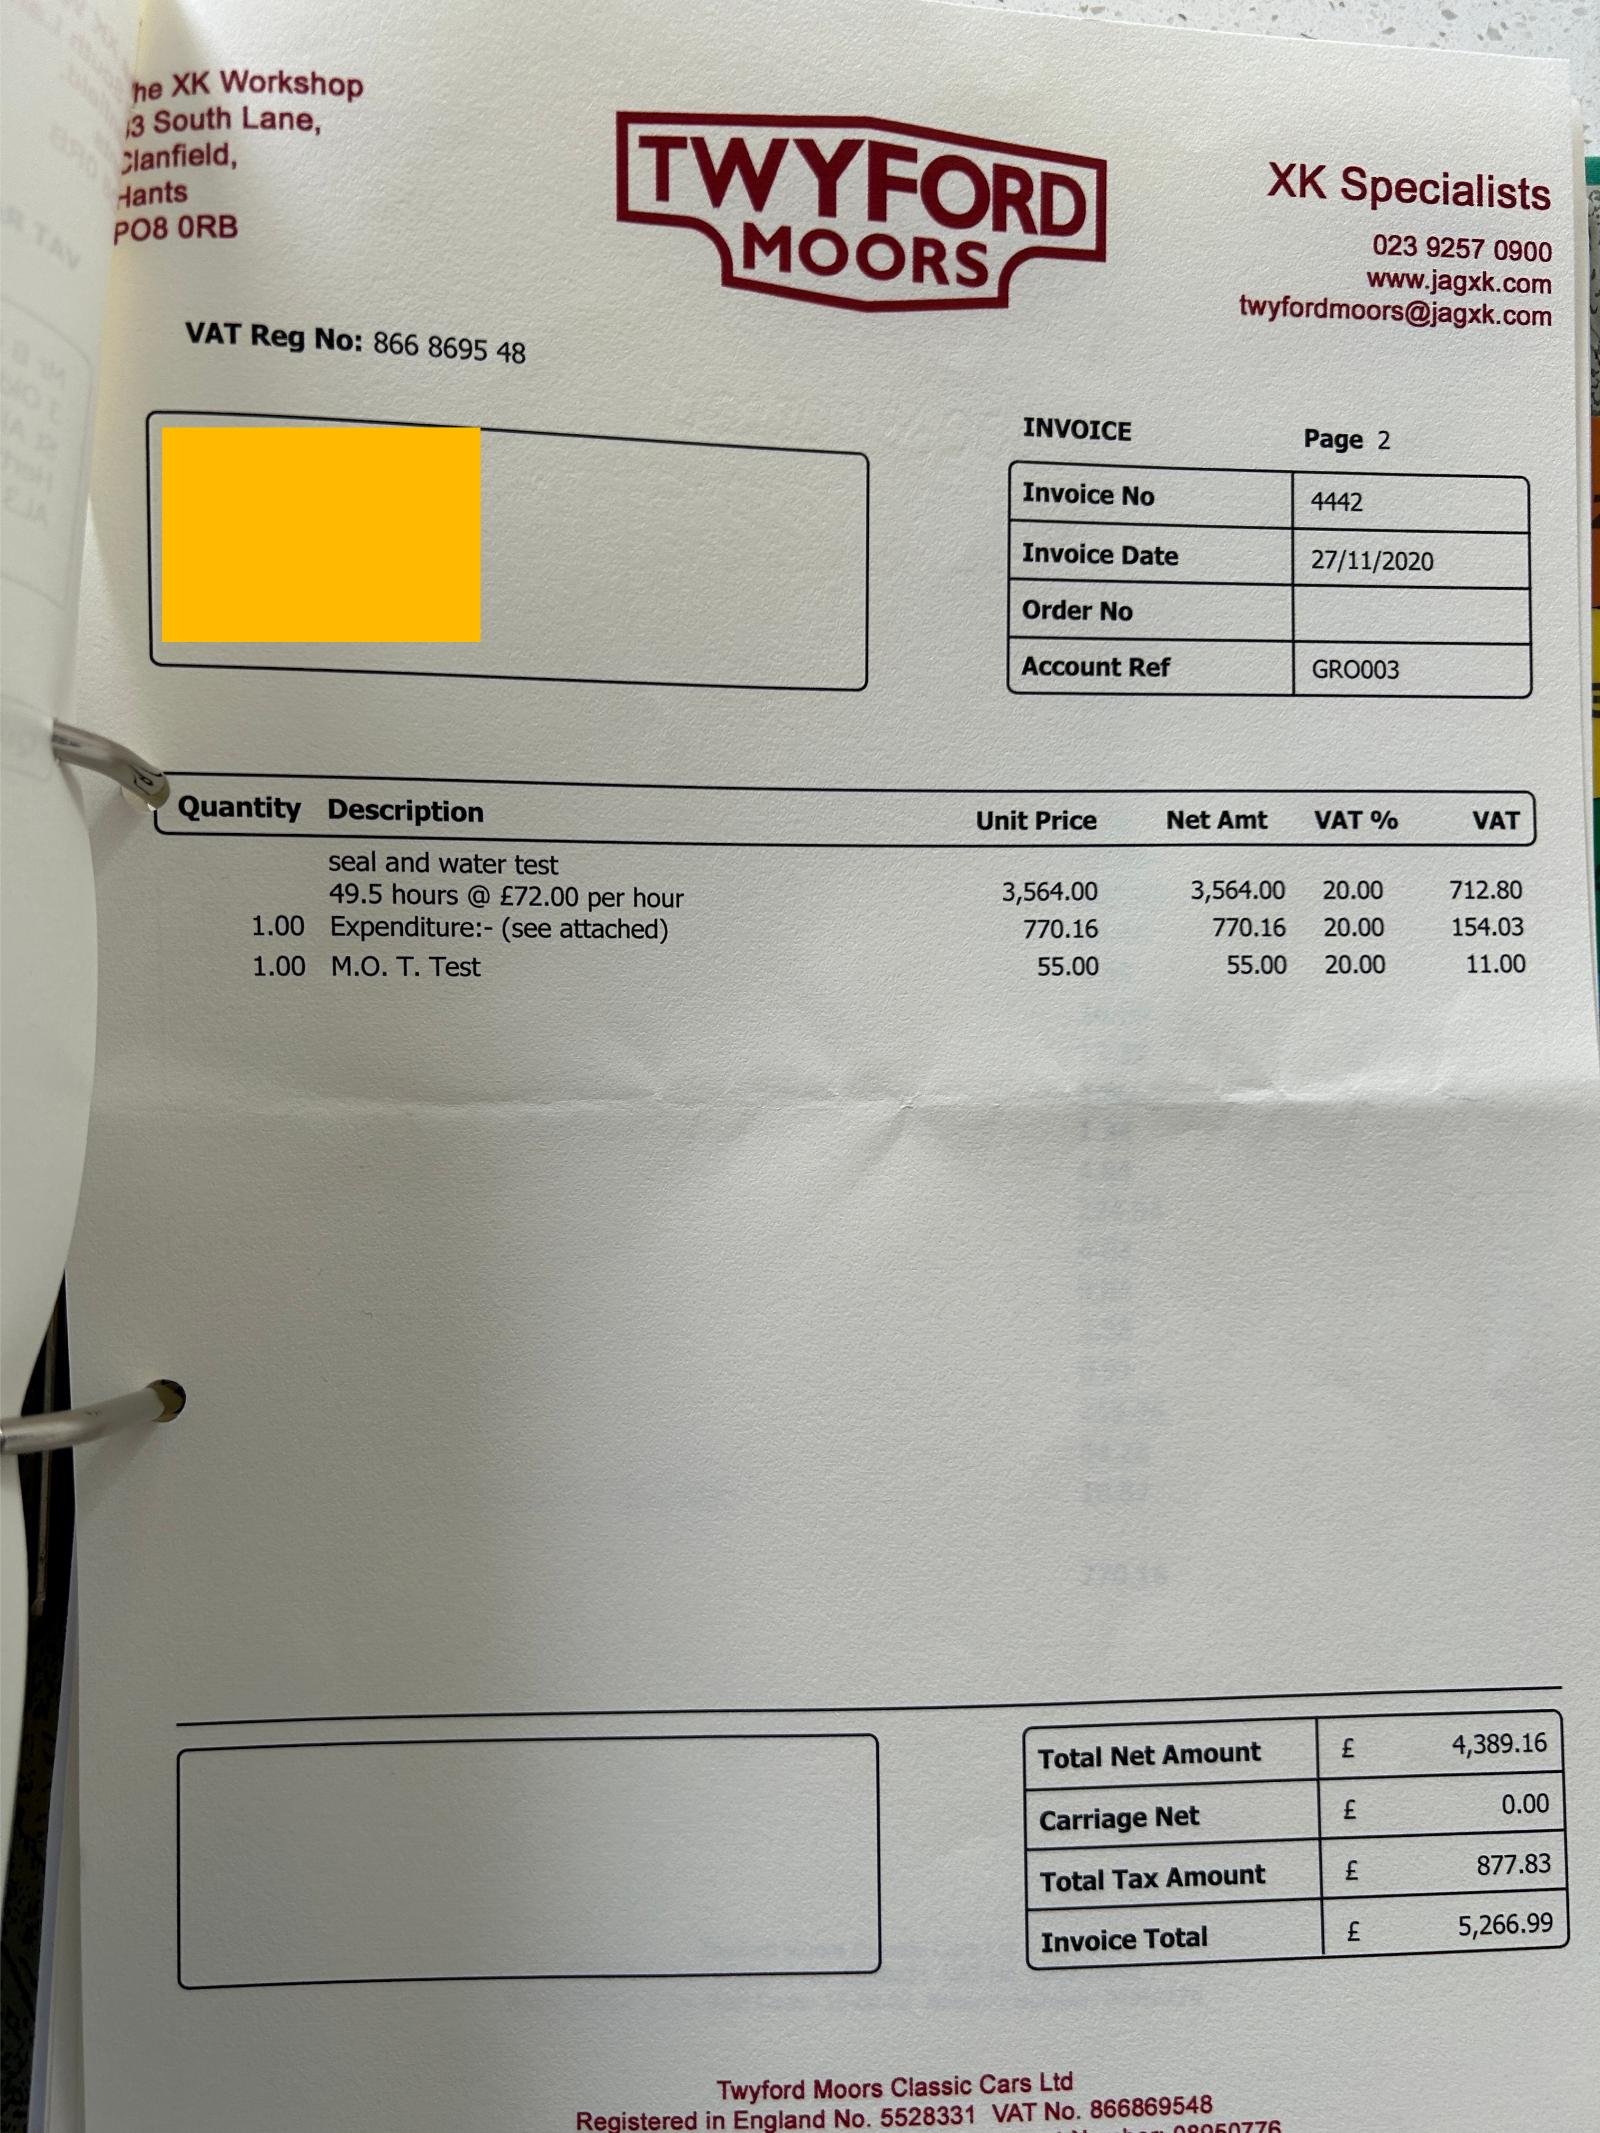 he XK Workshop
3 South Lane,
Clanfield,
Hants
PO8 0RB
TWYFORD
MOORS
XK Specialists
023 9257 0900
www.jagxk.com
twyfordmoors@jagxk.com
VAT Reg No: 866 8695 48
INVOICE Page 2
Invoice No 4442
Invoice Date 27/11/2020
Order No
Account Ref GRO003
Quantity Description Unit Price Net Amt VAT % VAT
seal and water test
49.5 hours @ £72.00 per hour 3,564.00 3,564.00 20.00 712.80
1.00 Expenditure:- (see attached) 770.16 770.16 20.00 154.03
1.00 M.O. T. Test 55.00 55.00 20.00 11.00
Total Net Amount £ 4,389.16
Carriage Net £ 0.00
Total Tax Amount £ 877.83
Invoice Total £ 5,266.99
Twyford Moors Classic Cars Ltd
Registered in England No. 5528331 VAT No. 866869548